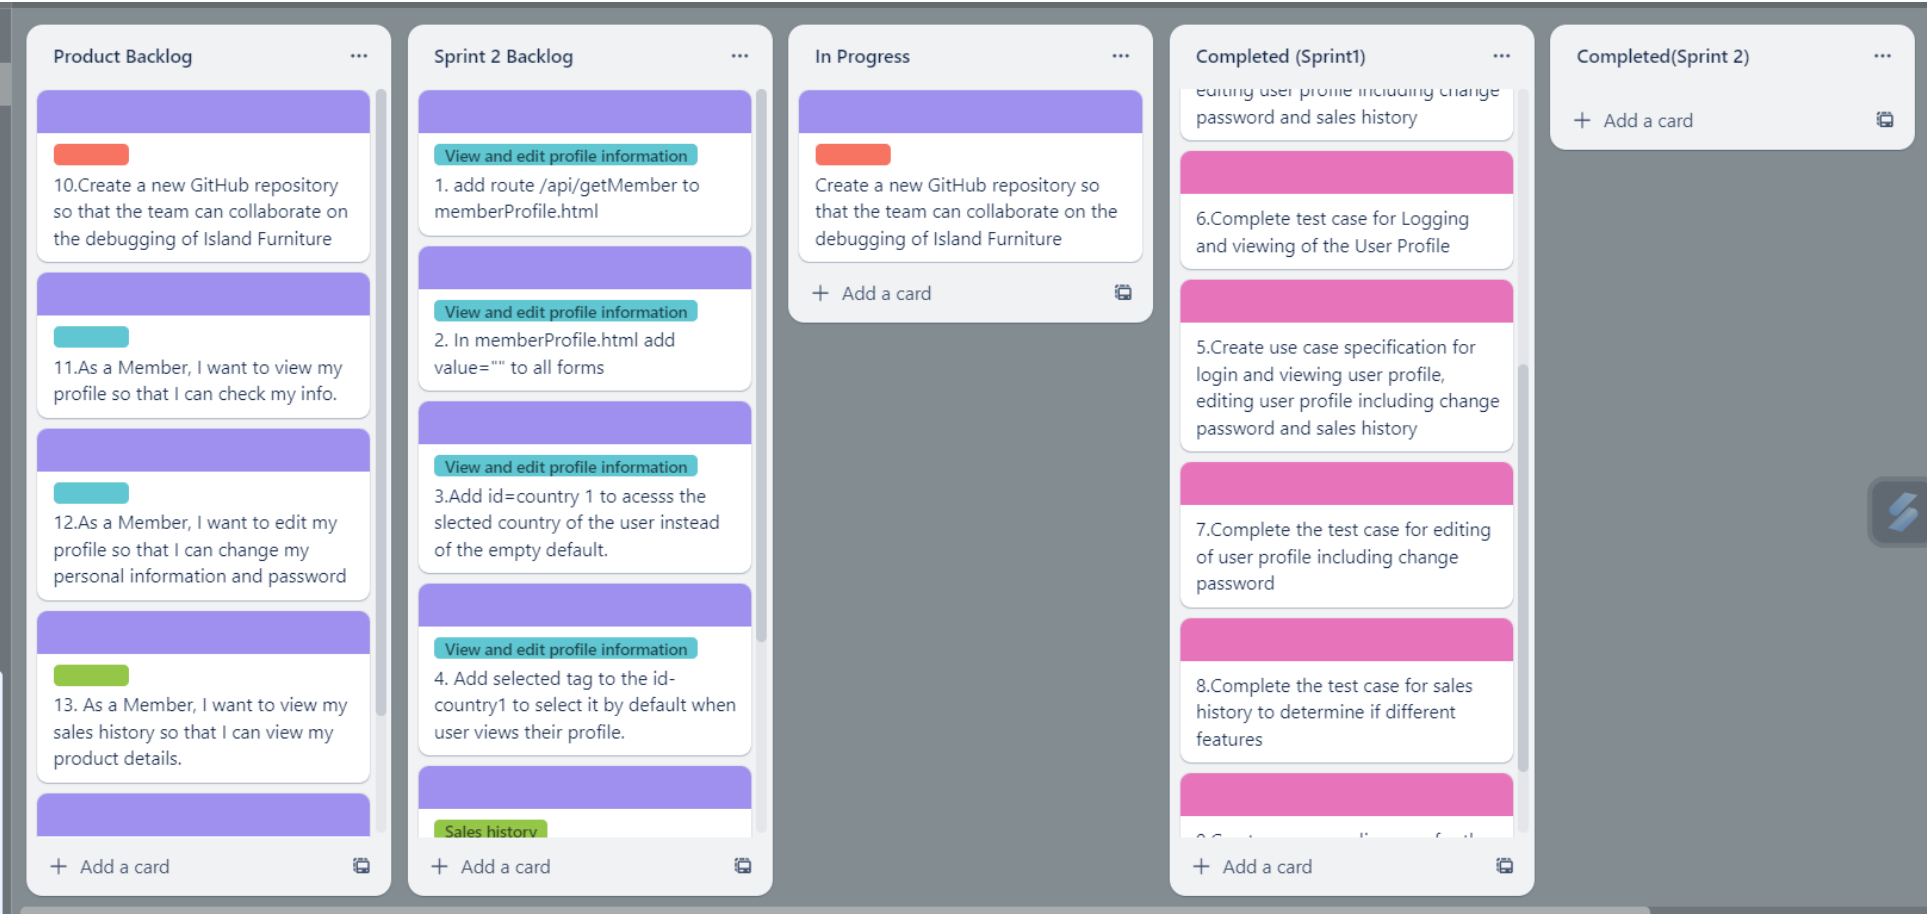 Product Backlog
10.Create a new GitHub repository
so that the team can collaborate on
the debugging of Island Furniture
11.As a Member, I want to view my
profile so that I can check my info.
12.As a Member, I want to edit my
profile so that I can change my
personal information and password
13. As a Member, I want to view my
sales history so that I can view my
product details.
+ Add a card
Sprint 2 Backlog
View and edit profile information
1. add route /api/getMember to
memberProfile.html
View and edit profile information
2. In memberProfile.html add
value="" to all forms
View and edit profile information
3.Add id=country 1 to acesss the
slected country of the user instead
of the empty default.
View and edit profile information
4. Add selected tag to the id-
country1 to select it by default when
user views their profile.
Sales history
+ Add a card
In Progress
Create a new GitHub repository so
that the team can collaborate on the
debugging of Island Furniture
+ Add a card
Completed (Sprint1)
editing user profile including change
password and sales history
6.Complete test case for Logging
and viewing of the User Profile
5.Create use case specification for
login and viewing user profile,
editing user profile including change
password and sales history
7.Complete the test case for editing
of user profile including change
password
8.Complete the test case for sales
history to determine if different
features
+ Add a card
Completed(Sprint 2)
+ Add a card